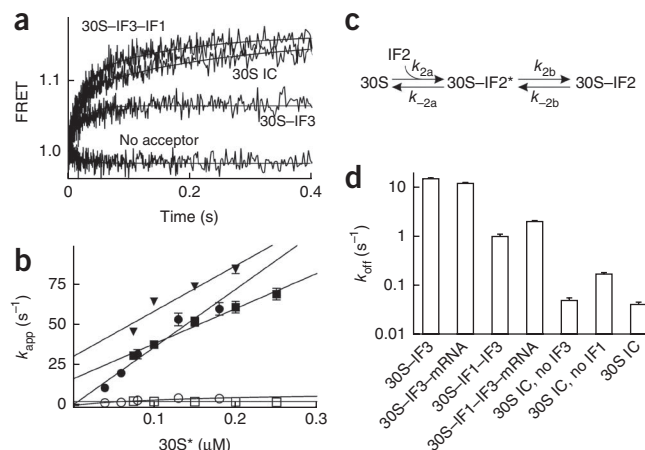 a
30S–IF3–IF1
30S IC
30S–IF3
No acceptor
FRET
1.1
1.0
0 0.2 0.4
Time (s)
b
k_app (s⁻¹)
75
50
25
0
0.1 0.2 0.3
30S* (μM)
c
IF2
30S k_2a k_–2a 30S–IF2* k_2b k_–2b 30S–IF2
d
k_off (s⁻¹)
10
1
0.1
0.01
30S–IF3
30S–IF3–mRNA
30S–IF1–IF3
30S–IF1–IF3–mRNA
30S IC, no IF3
30S IC, no IF1
30S IC